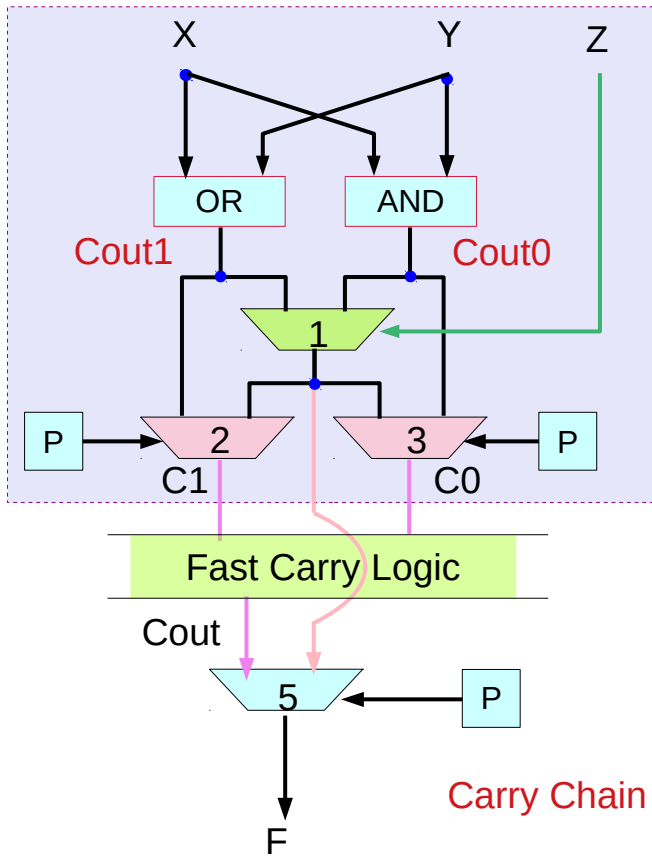 X Y Z
OR AND
Cout1 Cout0
1
P 2 3 P
C1 C0
Fast Carry Logic
Cout
5 P
Carry Chain
F